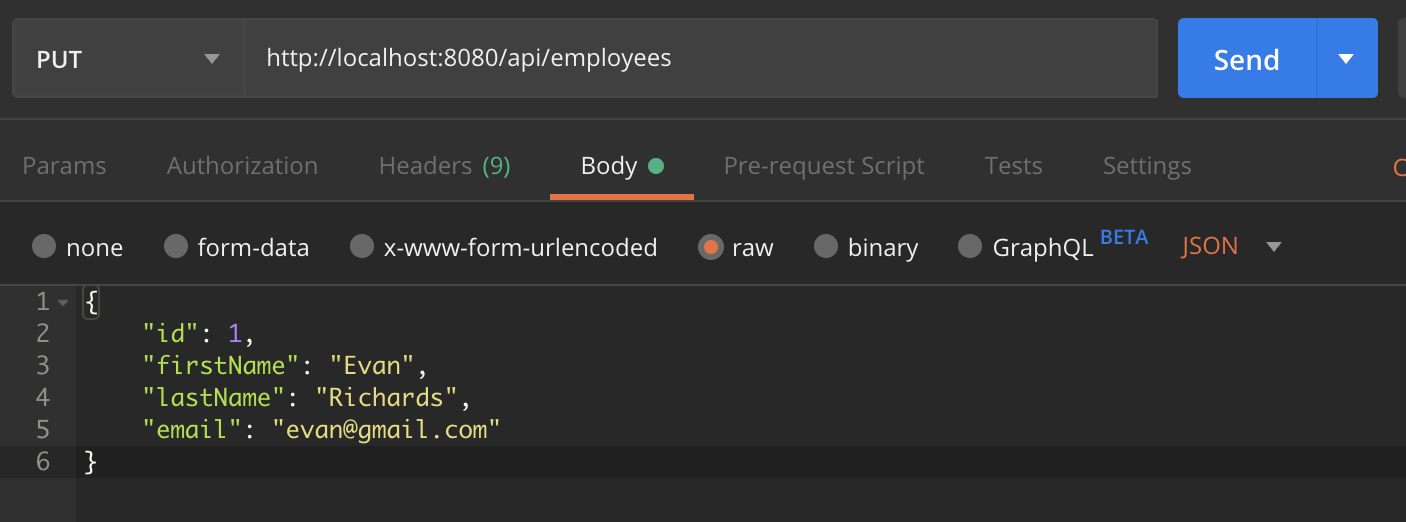 PUT http://localhost:8080/api/employees Send
Params Authorization Headers (9) Body Pre-request Script Tests Settings
none form-data x-www-form-urlencoded raw binary GraphQL BETA JSON
1 {
2 "id": 1,
3 "firstName": "Evan",
4 "lastName": "Richards",
5 "email": "evan@gmail.com"
6 }